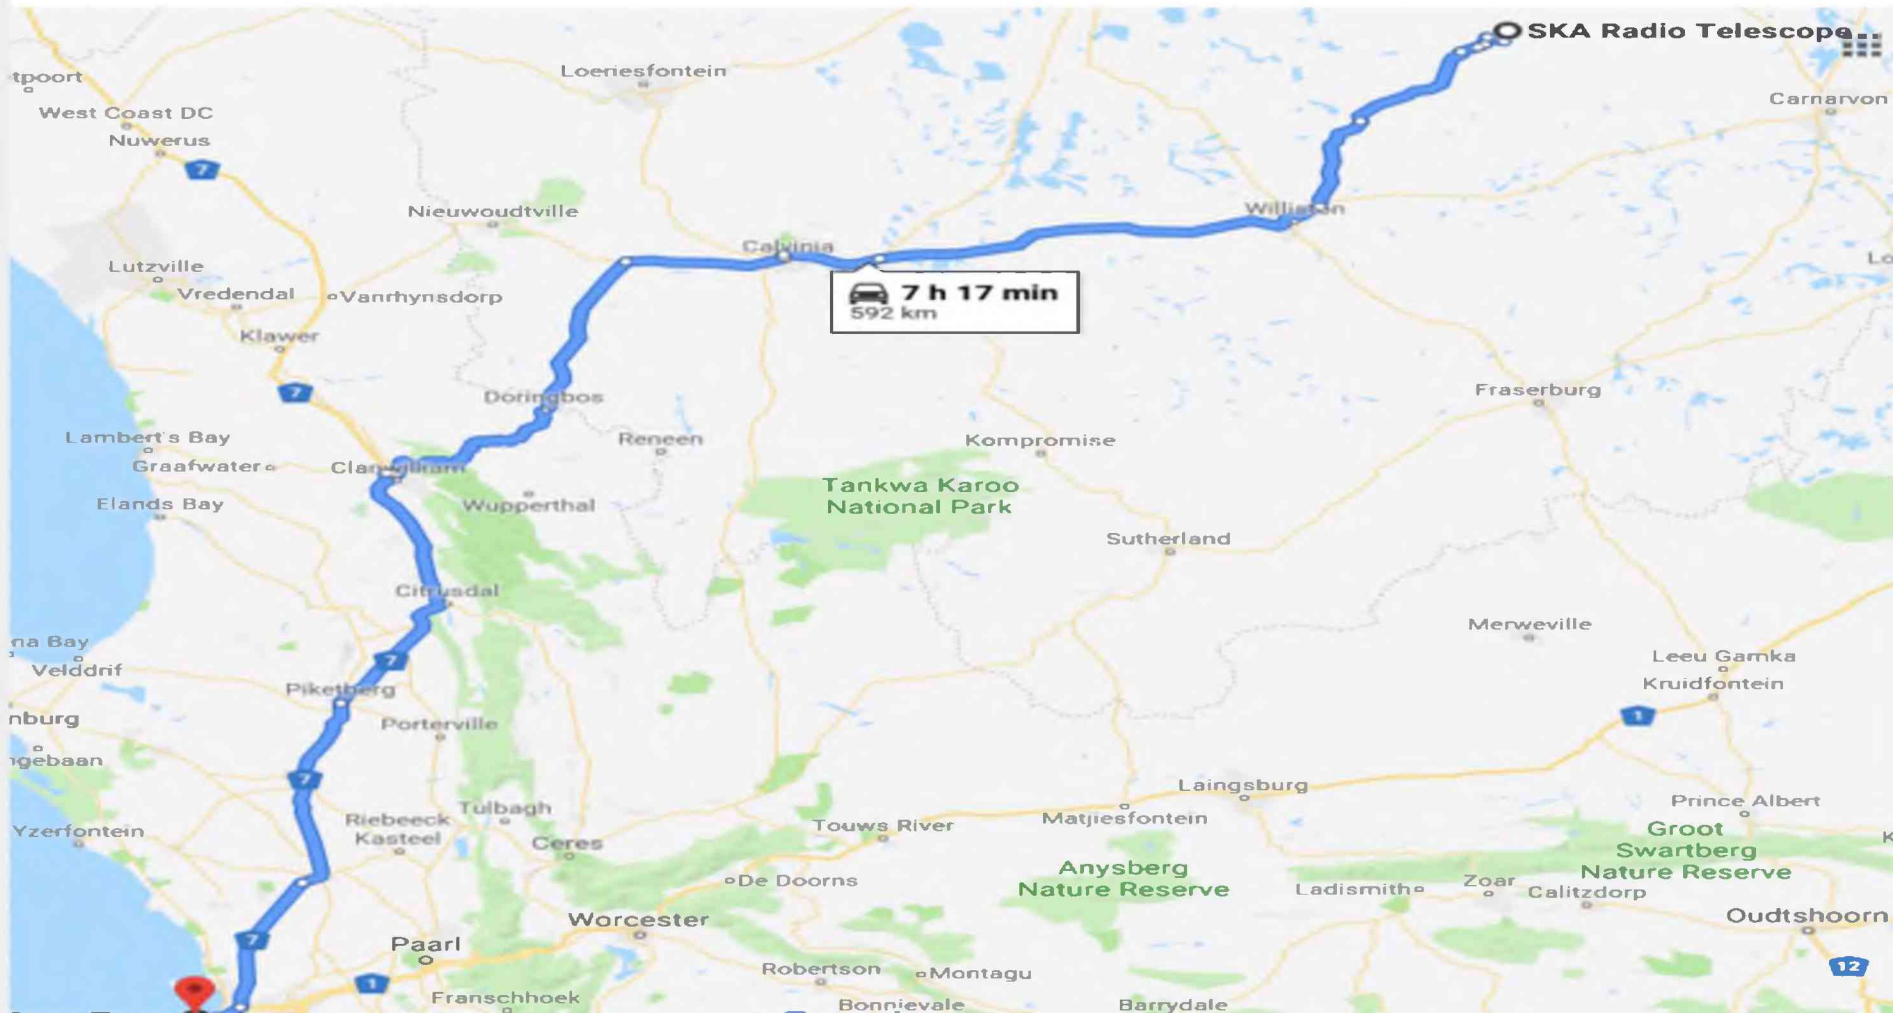 SKA Radio Telescope...
Loeriesfontein
tpoort
Carnarvon
West Coast DC
Nuwerus
7
Nieuwoudtville
Williston
Calvinia
Lo
Lutzville
Vredendal
Vanrhynsdorp
7 h 17 min
592 km
Klawer
7
Doringbos
Fraserburg
Lambert's Bay
Reneen
Kompromise
Graafwater
Clanwilliam
Elands Bay
Wupperthal
Tankwa Karoo
National Park
Sutherland
Citrusdal
na Bay
Velddrif
7
Merweville
Leeu Gamka
Kruidfontein
Piketberg
nburg
Porterville
1
ngebaan
7
Laingsburg
Prince Albert
Yzerfontein
Riebeeck
Kasteel
Tulbagh
Ceres
Touws River
Matjiesfontein
Groot
Swartberg
Nature Reserve
K
De Doorns
Anysberg
Nature Reserve
Ladismith
Zoar
Calitzdorp
Worcester
Oudtshoorn
7
Paarl
1
Robertson
Montagu
12
Franschhoek
Bonnievale
Barrydale